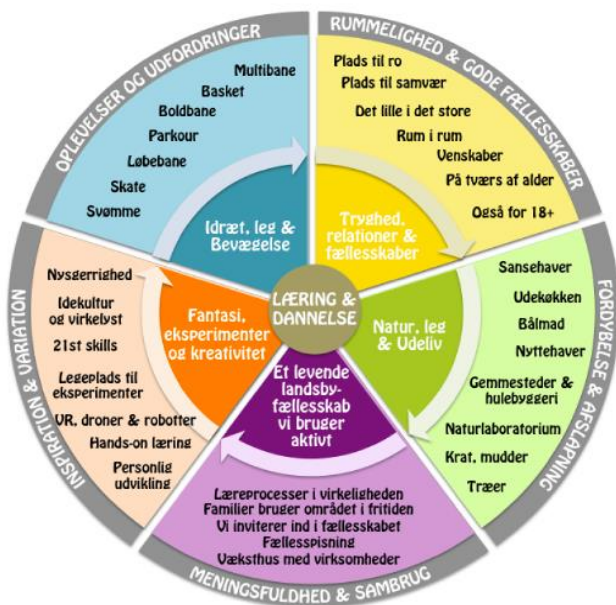 OPLEVELSER OG UDFORDRINGER
Multibane
Basket
Boldbane
Parkour
Løbebane
Skate
Svømme
Idræt, leg &
Bevægelse
RUMMELIGHED & GODE FÆLLESSKABER
Plads til ro
Plads til samvær
Det lille i det store
Rum i rum
Venskaber
På tværs af alder
Også for 18+
Tryghed,
relationer &
fællesskaber
FORDYBELSE & AFSLAPNING
Sansehaver
Udekøkken
Bålmad
Nyttehaver
Gemmesteder &
hulebyggeri
Naturlaboratorium
Krat, mudder
Træer
Natur, leg
& Udeliv
MENINGSFULDHED & SAMBRUG
Et levende
landsby-
fællesskab
vi bruger
aktivt
Læreprocesser i virkeligheden
Familier bruger området i fritiden
Vi inviterer ind i fællesskabet
Fællesspisning
Væksthus med virksomheder
INSPIRATION & VARIATION
Nysgerrighed
Idekultur
og virkelyst
21st skills
Legeplads til
eksperimenter
VR, droner & robotter
Hands-on læring
Personlig
udvikling
Fantasi,
eksperimenter
og kreativitet
LÆRING &
DANNELSE